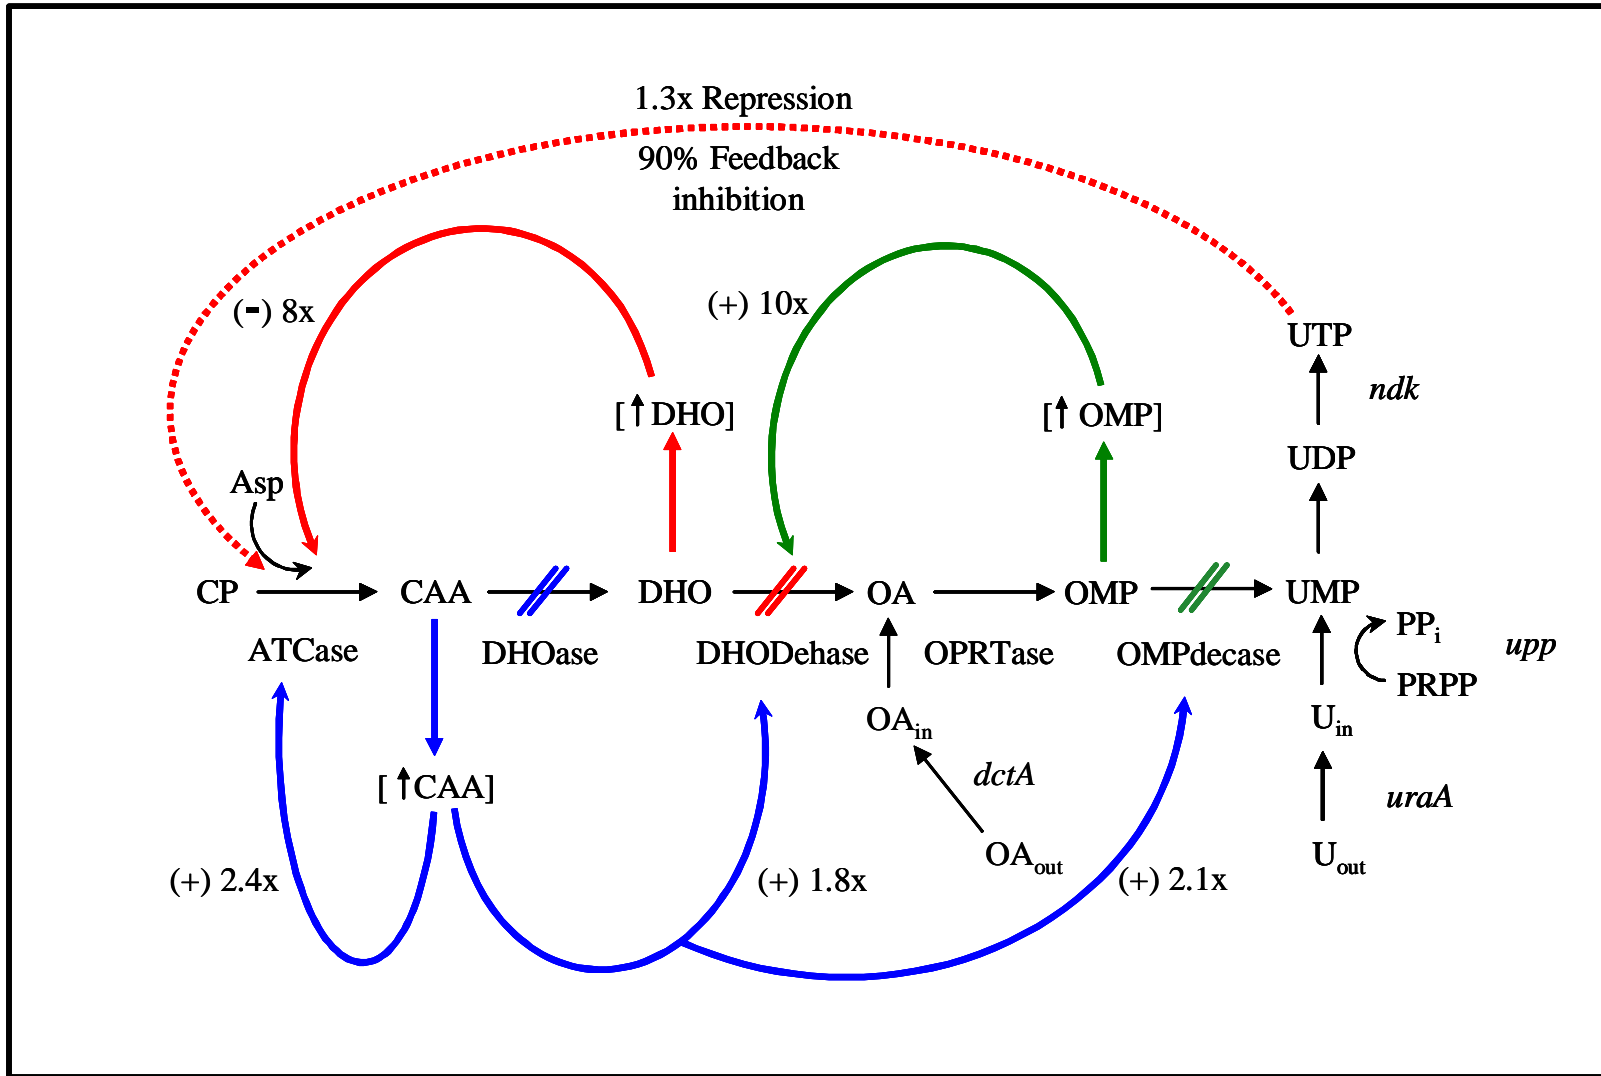 1.3x Repression
90% Feedback
inhibition
(-) 8x
(+) 10x
UTP
ndk
[↑DHO]
[↑ OMP]
UDP
Asp
CP
CAA
DHO
OA
OMP
UMP
ATCase
DHOase
DHODehase
OPRTase
OMPdecase
PPi
upp
PRPP
OAin
Uin
[↑CAA]
dctA
uraA
OAout
Uout
(+) 2.4x
(+) 1.8x
(+) 2.1x